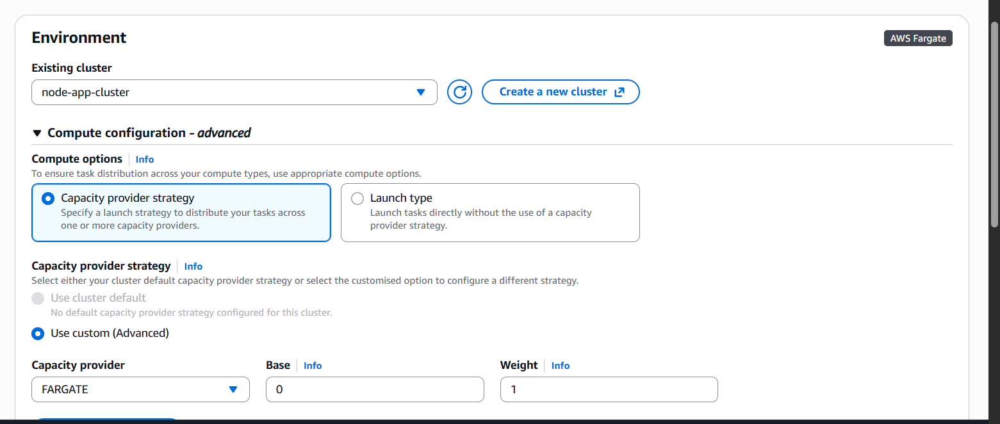 Environment
AWS Fargate
Existing cluster
node-app-cluster
Create a new cluster
Compute configuration - advanced
Compute options Info
To ensure task distribution across your compute types, use appropriate compute options.
Capacity provider strategy
Specify a launch strategy to distribute your tasks across
one or more capacity providers.
Launch type
Launch tasks directly without the use of a capacity
provider strategy.
Capacity provider strategy Info
Select either your cluster default capacity provider strategy or select the customised option to configure a different strategy.
Use cluster default
No default capacity provider strategy configured for this cluster.
Use custom (Advanced)
Capacity provider
Base Info
Weight Info
FARGATE
0
1